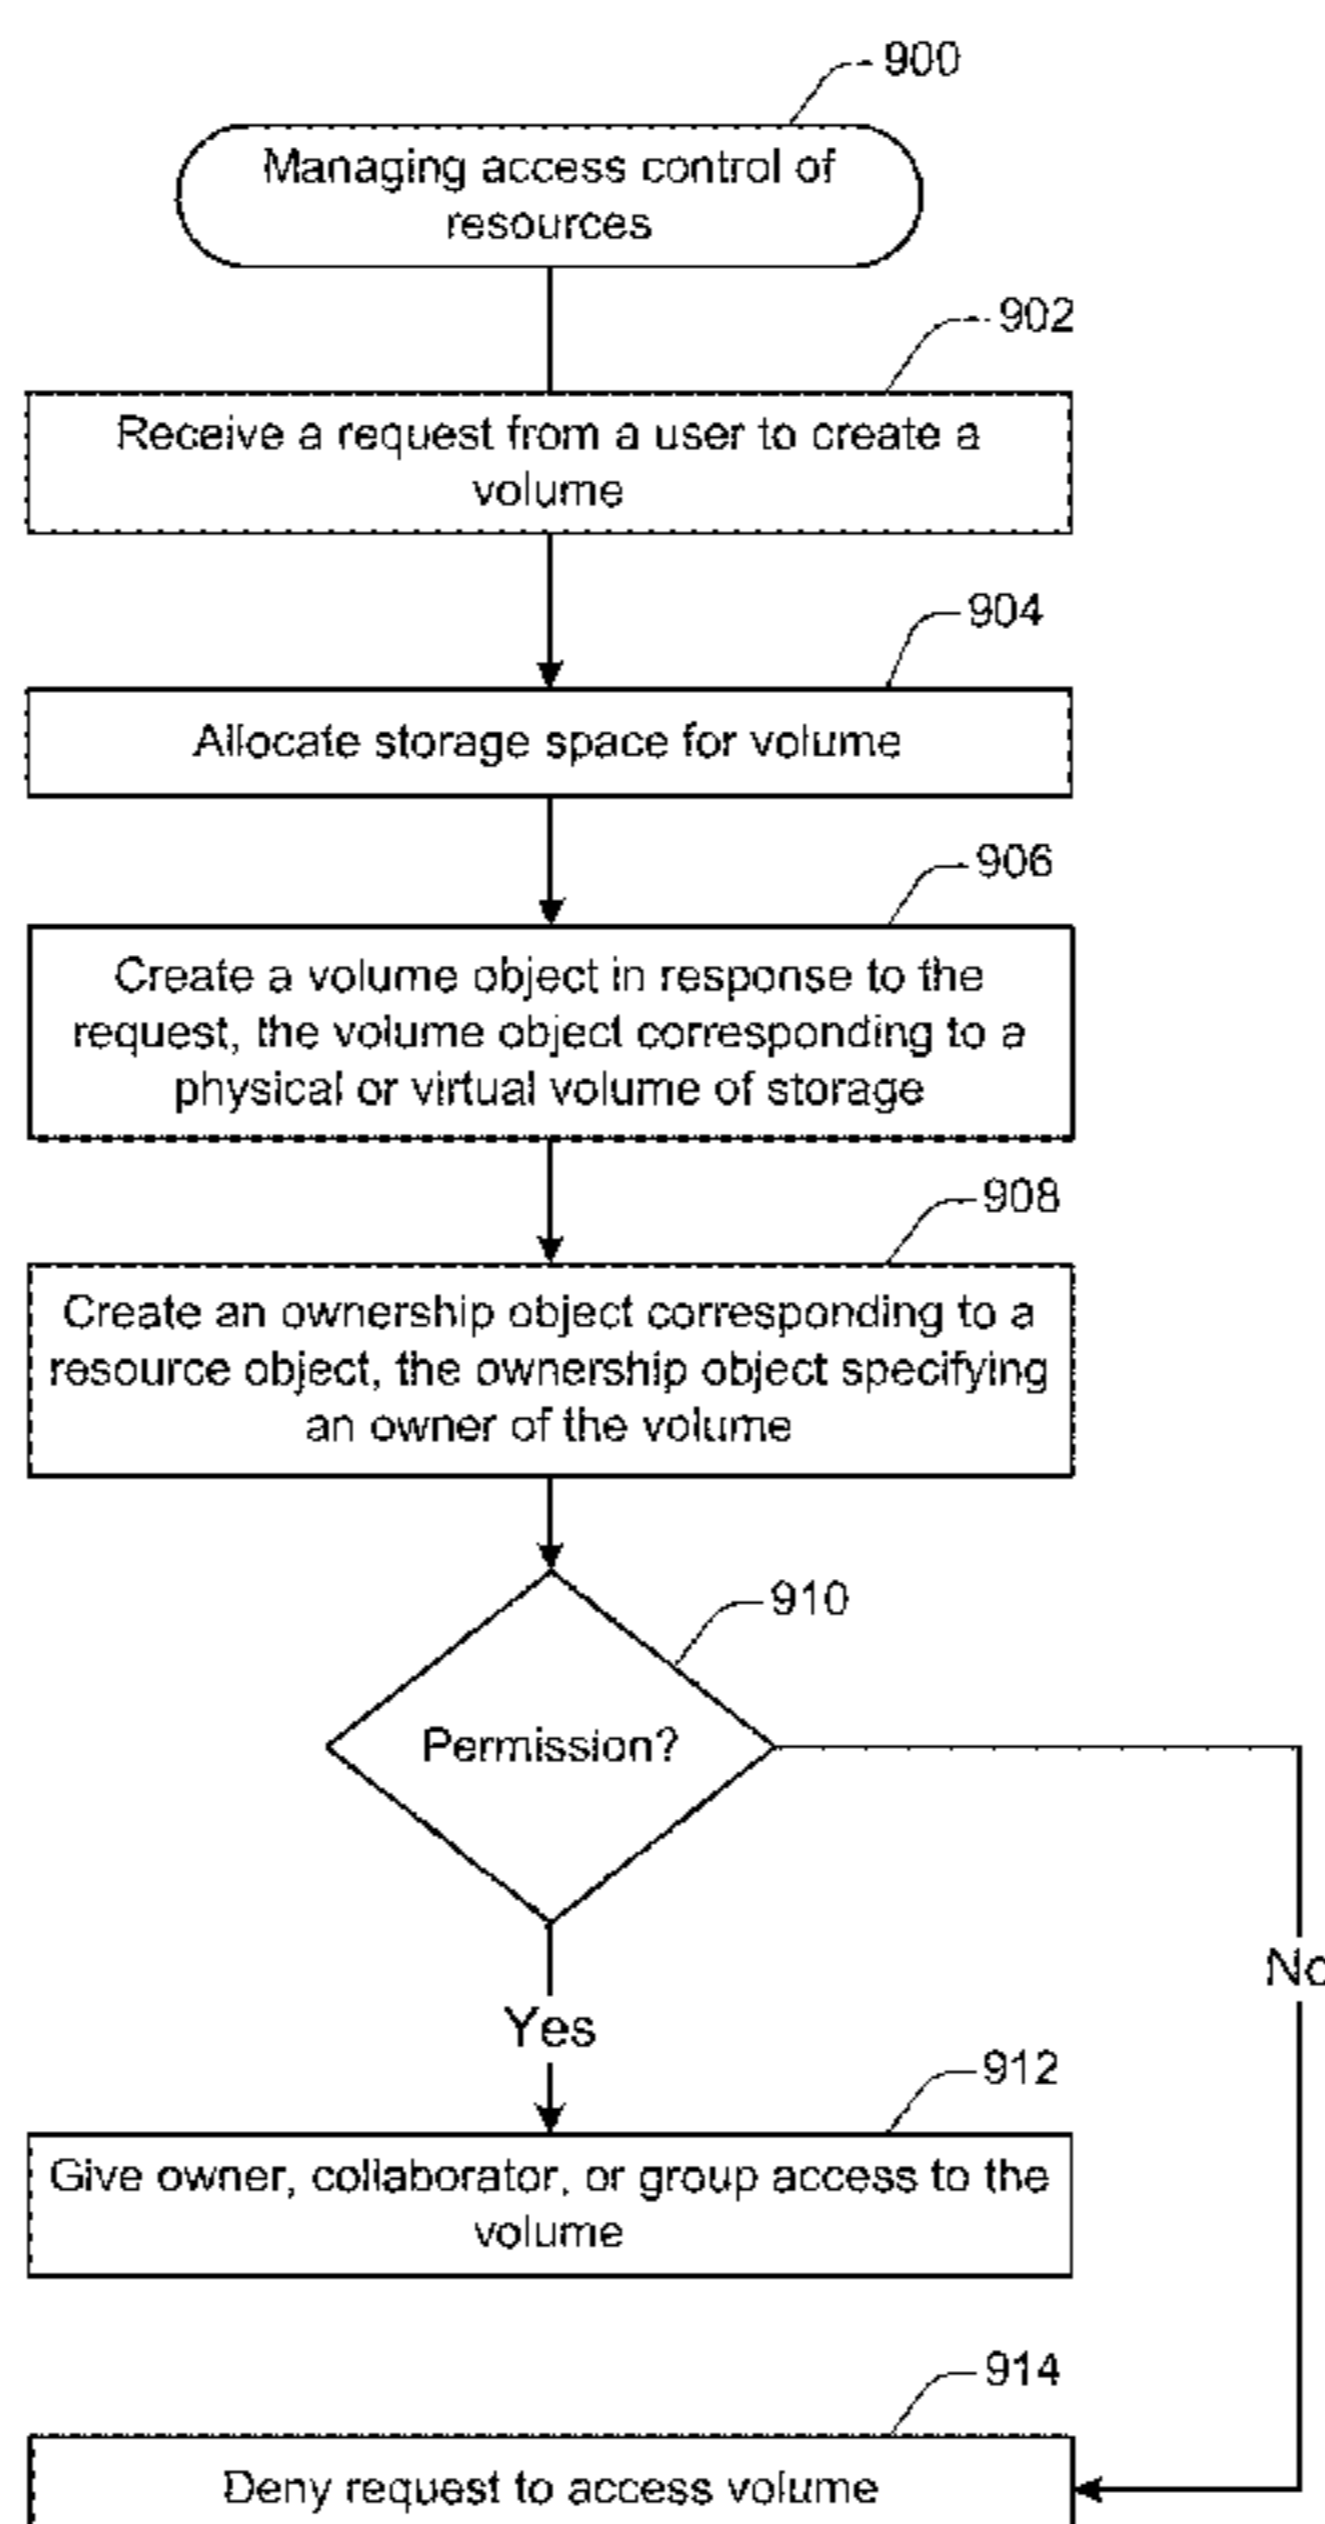 900
Managing access control of
resources
902
Receive a request from a user to create a
volume
904
Allocate storage space for volume
906
Create a volume object in response to the
request, the volume object corresponding to a
physical or virtual volume of storage
908
Create an ownership object corresponding to a
resource object, the ownership object specifying
an owner of the volume
910
Permission?
No
Yes
912
Give owner, collaborator, or group access to the
volume
914
Deny request to access volume